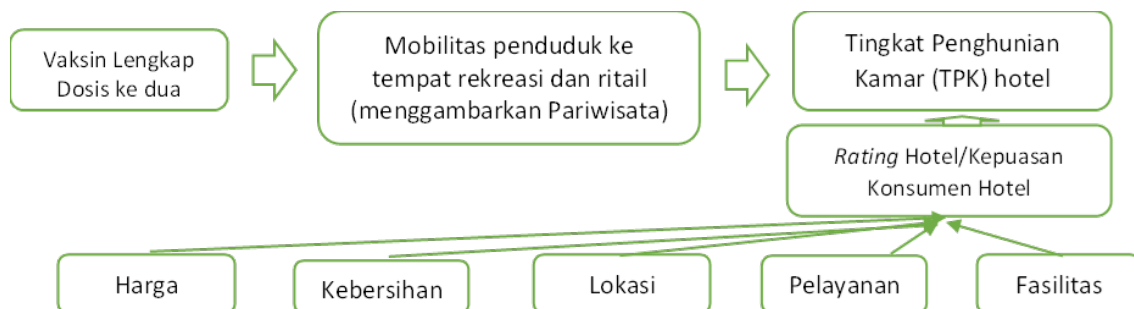 Vaksin Lengkap
Dosis ke dua
Mobilitas penduduk ke
tempat rekreasi dan ritail
(menggambarkan Pariwisata)
Tingkat Penghunian
Kamar (TPK) hotel
Rating Hotel/Kepuasan
Konsumen Hotel
Harga
Kebersihan
Lokasi
Pelayanan
Fasilitas